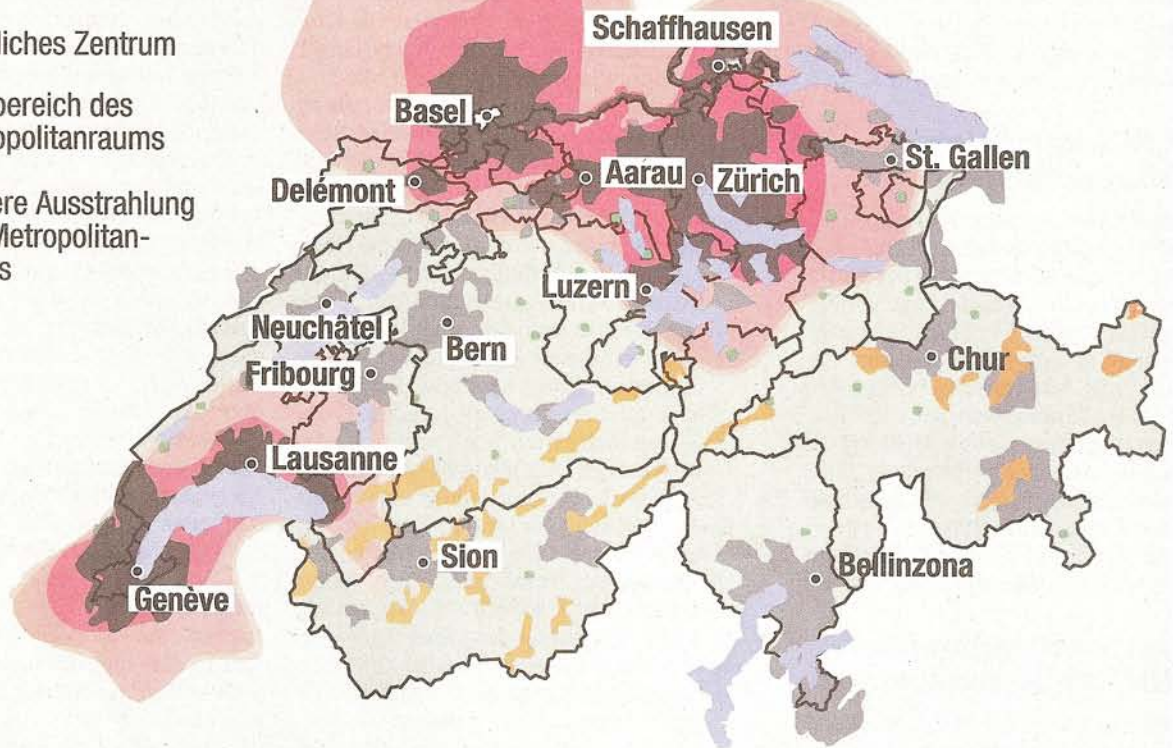 liches Zentrum
bereich des
opolitanraums
ere Ausstrahlung
Metropolitan-
s
Schaffhausen
Basel
St. Gallen
Delémont
Aarau
Zürich
Luzern
Neuchâtel
Bern
Fribourg
Chur
Lausanne
Sion
Bellinzona
Genève